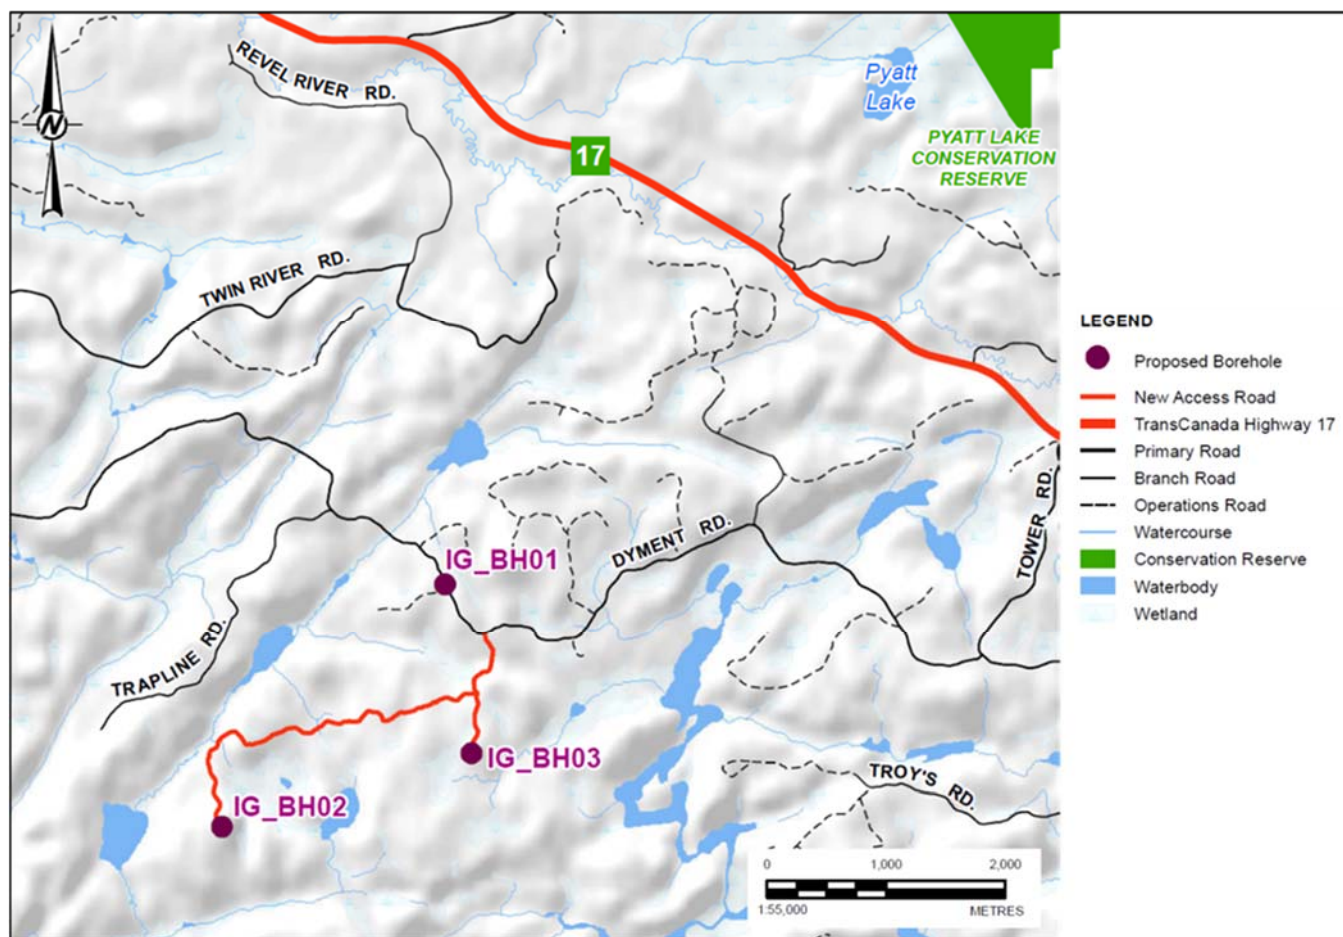 REVEL RIVER RD.
Pyatt
Lake
PYATT LAKE
CONSERVATION
RESERVE
17
N
TWIN RIVER RD.
LEGEND
Proposed Borehole
New Access Road
TransCanada Highway 17
Primary Road
Branch Road
Operations Road
Watercourse
Conservation Reserve
Waterbody
Wetland
TOWER RD.
DYMENT RD.
IG_BH01
TRAPLINE RD.
IG_BH03
IG_BH02
TROY'S RD.
0 1,000 2,000
1:55,000 METRES